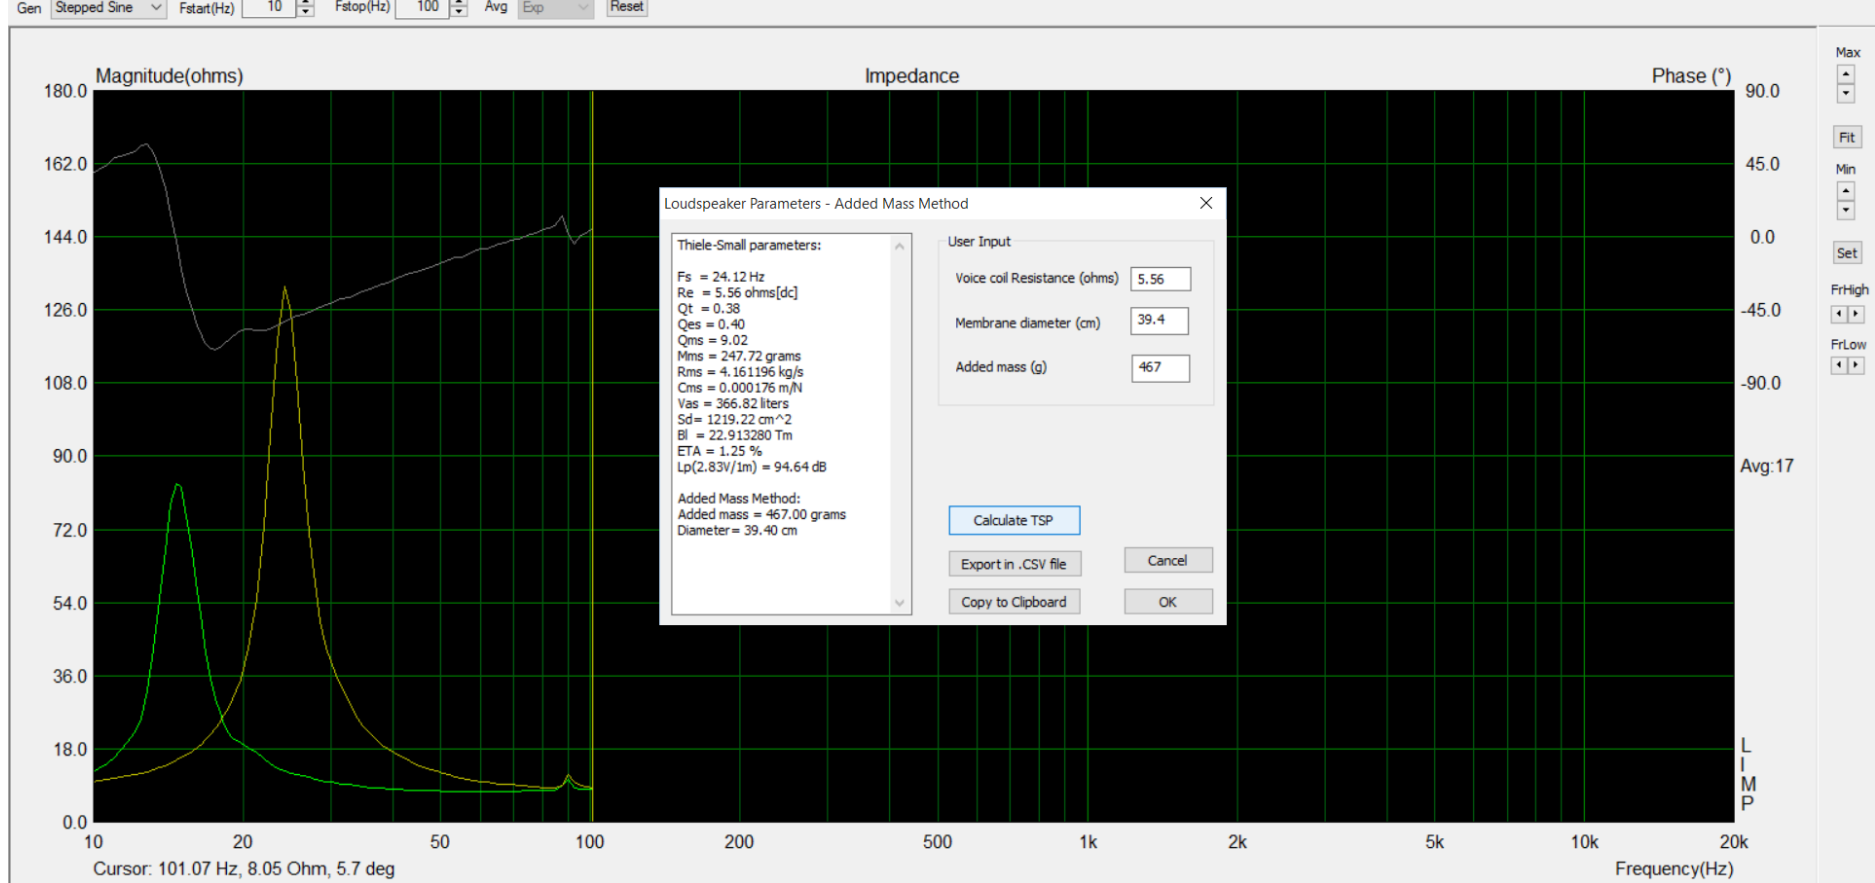 Gen Stepped Sine Fstart(Hz) 10 Fstop(Hz) 100 Avg Exp Reset
Magnitude(ohms) Impedance Phase (°)
180.0
162.0
144.0
126.0
108.0
90.0
72.0
54.0
36.0
18.0
0.0
10 20 50 100 200 500 1k 2k 5k 10k 20k
Cursor: 101.07 Hz, 8.05 Ohm, 5.7 deg
Frequency(Hz)
90.0
45.0
0.0
-45.0
-90.0
Avg:17
L
I
M
P
Loudspeaker Parameters - Added Mass Method
Thiele-Small parameters:
Fs = 24.12 Hz
Re = 5.56 ohms[dc]
Qt = 0.38
Qes = 0.40
Qms = 9.02
Mms = 247.72 grams
Rms = 4.161196 kg/s
Cms = 0.000176 m/N
Vas = 366.82 liters
Sd= 1219.22 cm^2
Bl = 22.913280 Tm
ETA = 1.25 %
Lp(2.83V/1m) = 94.64 dB
Added Mass Method:
Added mass = 467.00 grams
Diameter= 39.40 cm
User Input
Voice coil Resistance (ohms) 5.56
Membrane diameter (cm) 39.4
Added mass (g) 467
Calculate TSP
Export in .CSV file Cancel
Copy to Clipboard OK
Max
Fit
Min
Set
FrHigh
FrLow